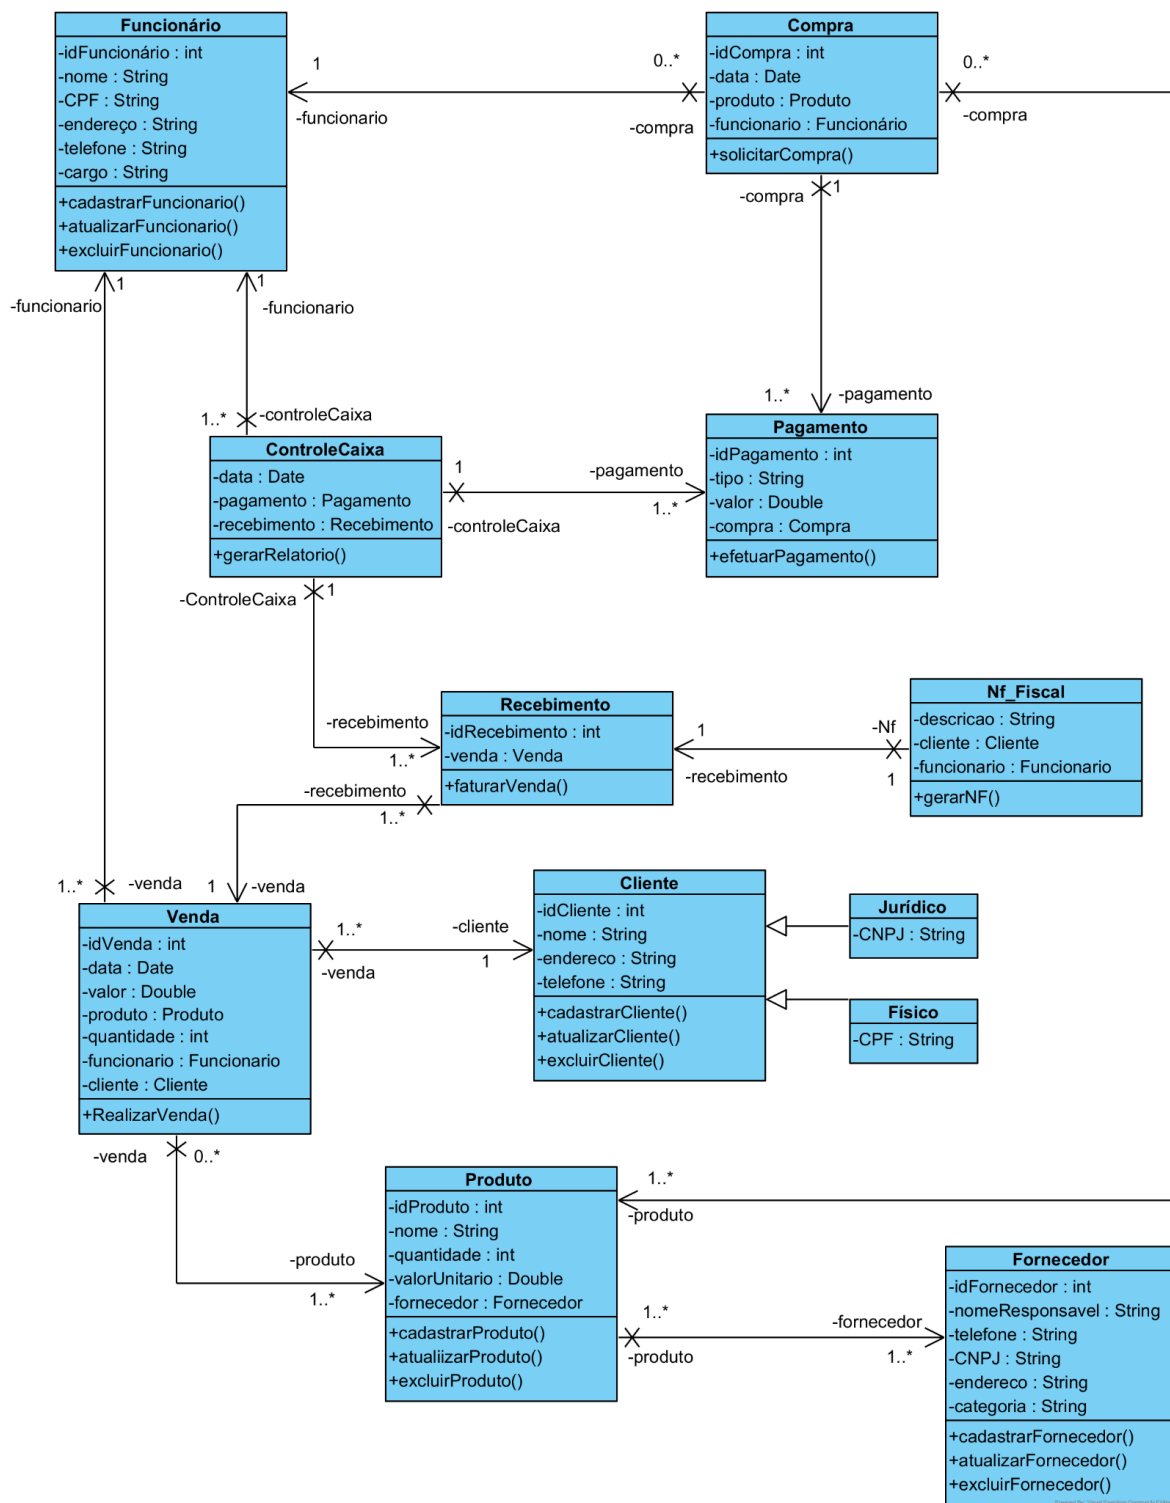 Funcionário
-idFuncionário : int
-nome : String
-CPF : String
-endereço : String
-telefone : String
-cargo : String
+cadastrarFuncionario()
+atualizarFuncionario()
+excluirFuncionario()
1
-funcionario
0..*
-compra
Compra
-idCompra : int
-data : Date
-produto : Produto
-funcionario : Funcionário
+solicitarCompra()
0..*
-compra
-compra
1
1
-funcionario
1
-funcionario
1..*
-pagamento
1..*
-controleCaixa
ControleCaixa
-data : Date
-pagamento : Pagamento
-recebimento : Recebimento
+gerarRelatorio()
1
-controleCaixa
-pagamento
1..*
Pagamento
-idPagamento : int
-tipo : String
-valor : Double
-compra : Compra
+efetuarPagamento()
-ControleCaixa
1
-recebimento
1..*
Recebimento
-idRecebimento : int
-venda : Venda
+faturarVenda()
1
-recebimento
-Nf
1
Nf_Fiscal
-descricao : String
-cliente : Cliente
-funcionario : Funcionario
+gerarNF()
-recebimento
1..*
1..*
-venda
1
-venda
Venda
-idVenda : int
-data : Date
-valor : Double
-produto : Produto
-quantidade : int
-funcionario : Funcionario
-cliente : Cliente
+RealizarVenda()
1..*
-venda
-cliente
1
Cliente
-idCliente : int
-nome : String
-endereco : String
-telefone : String
+cadastrarCliente()
+atualizarCliente()
+excluirCliente()
Jurídico
-CNPJ : String
Físico
-CPF : String
-venda
0..*
-produto
1..*
Produto
-idProduto : int
-nome : String
-quantidade : int
-valorUnitario : Double
-fornecedor : Fornecedor
+cadastrarProduto()
+atualiizarProduto()
+excluirProduto()
1..*
-produto
1..*
-produto
-fornecedor
1..*
Fornecedor
-idFornecedor : int
-nomeResponsavel : String
-telefone : String
-CNPJ : String
-endereco : String
-categoria : String
+cadastrarFornecedor()
+atualizarFornecedor()
+excluirFornecedor()